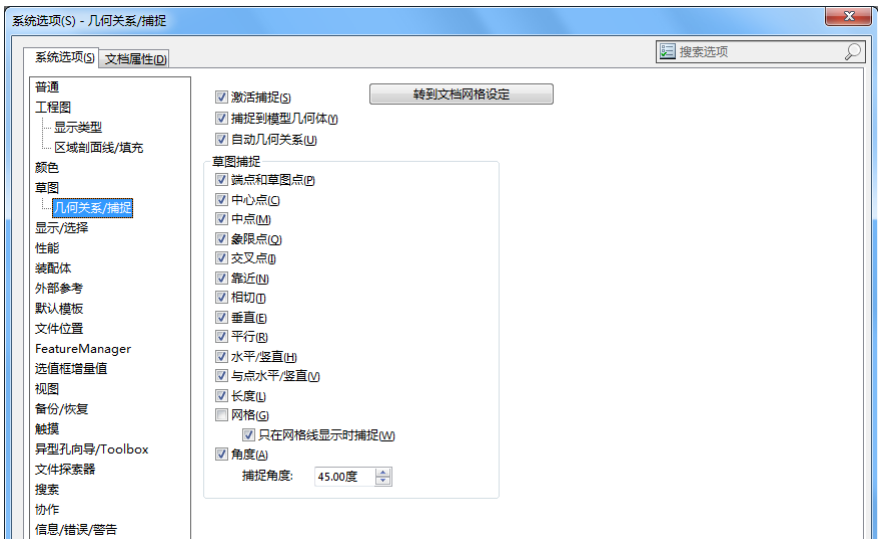 系统选项(S) - 几何关系/捕捉
系统选项(S)
文档属性(D)
搜索选项
普通
工程图
显示类型
区域剖面线/填充
颜色
草图
几何关系/捕捉
显示/选择
性能
装配体
外部参考
默认模板
文件位置
FeatureManager
选值框增量值
视图
备份/恢复
触摸
异型孔向导/Toolbox
文件探索器
搜索
协作
信息/错误/警告
激活捕捉(S)
转到文档网格设定
捕捉到模型几何体(Y)
自动几何关系(U)
草图捕捉
端点和草图点(P)
中心点(C)
中点(M)
象限点(Q)
交叉点(I)
靠近(N)
相切(T)
垂直(E)
平行(R)
水平/竖直(H)
与点水平/竖直(V)
长度(L)
网格(G)
只在网格线显示时捕捉(W)
角度(A)
捕捉角度:
45.00度